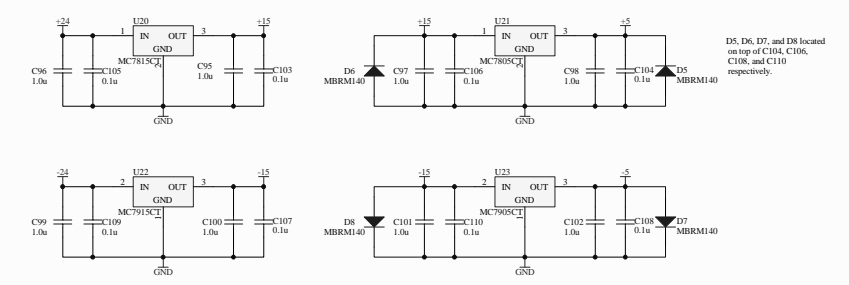 +24
U20
+15
1
IN
OUT
3
GND
MC7815CT
2
C96
1.0u
C105
0.1u
C95
1.0u
C103
0.1u
GND
+15
U21
+5
1
IN
OUT
3
GND
MC7805CT
2
D6
MBRM140
C97
1.0u
C106
0.1u
C98
1.0u
C104
0.1u
D5
MBRM140
GND
D5, D6, D7, and D8 located
on top of C104, C106,
C108, and C110
respectively.
-24
U22
-15
2
IN
OUT
3
GND
MC7915CT
1
C99
1.0u
C109
0.1u
C100
1.0u
C107
0.1u
GND
-15
U23
-5
2
IN
OUT
3
GND
MC7905CT
1
D8
MBRM140
C101
1.0u
C110
0.1u
C102
1.0u
C108
0.1u
D7
MBRM140
GND